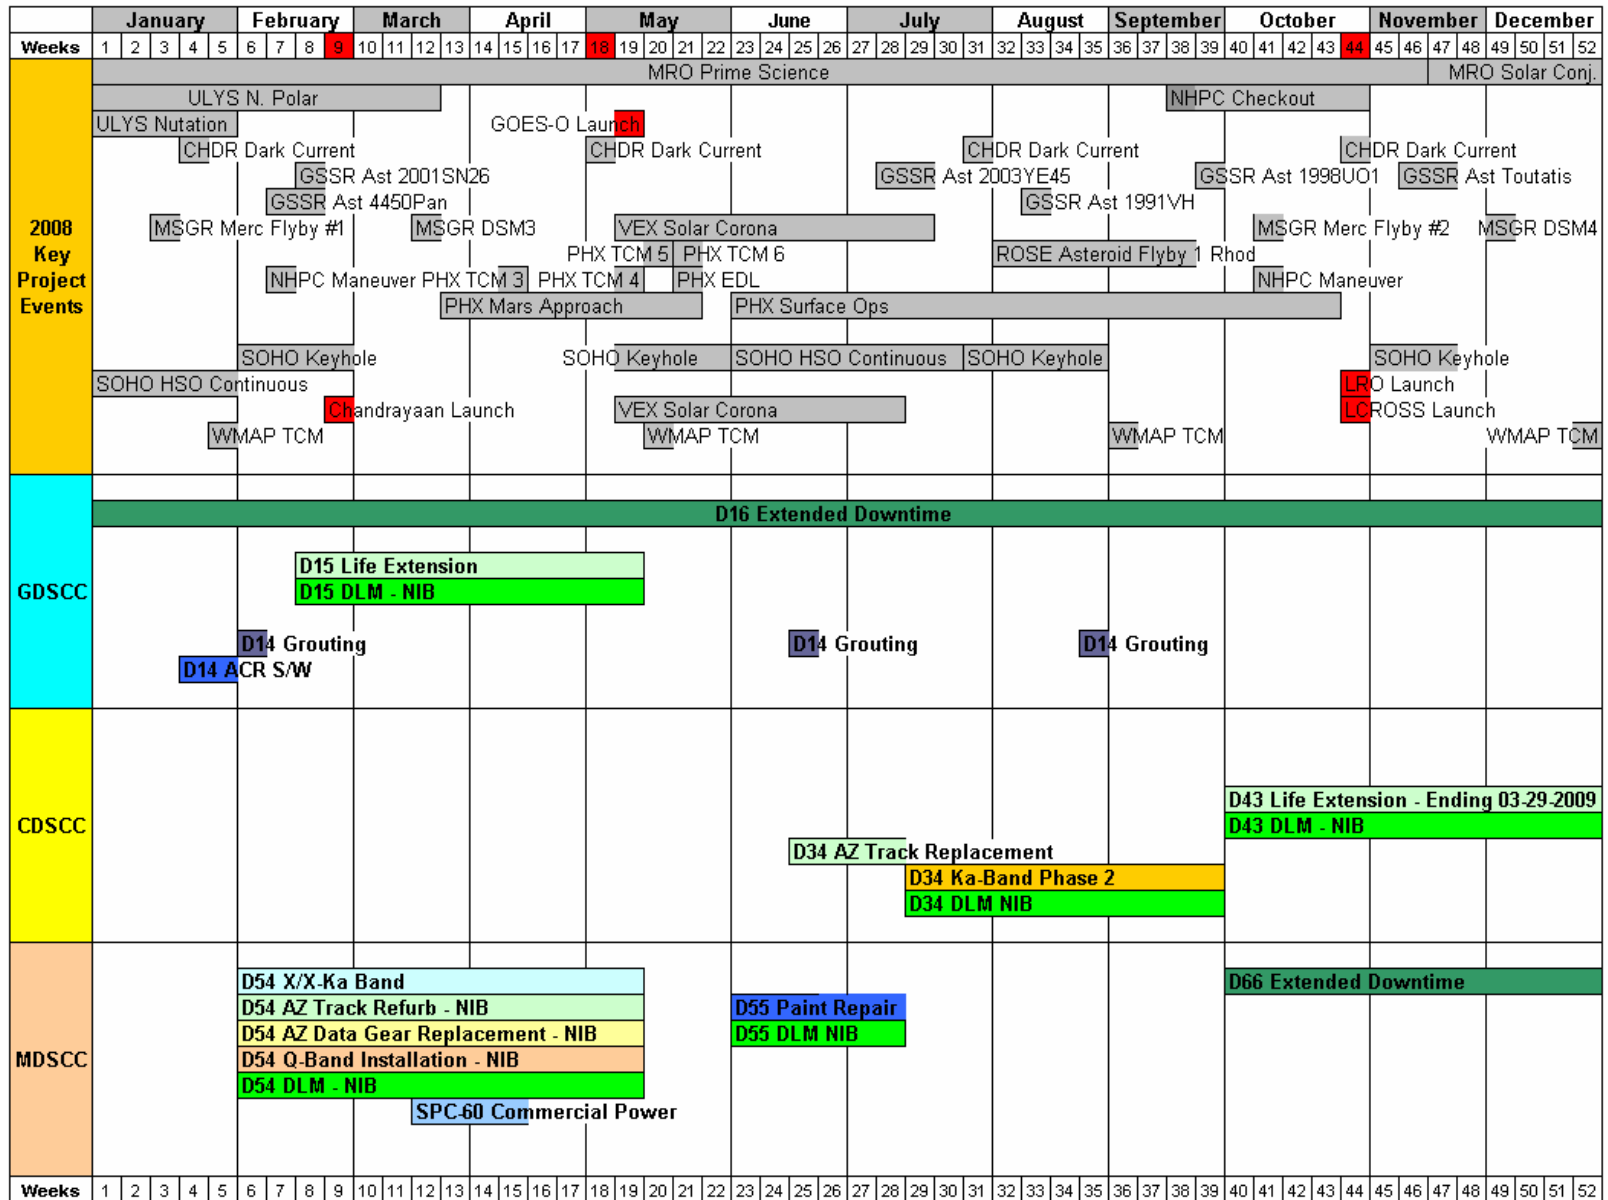 January February March April May June July August September October November December
Weeks 1 2 3 4 5 6 7 8 9 10 11 12 13 14 15 16 17 18 19 20 21 22 23 24 25 26 27 28 29 30 31 32 33 34 35 36 37 38 39 40 41 42 43 44 45 46 47 48 49 50 51 52
MRO Prime Science MRO Solar Conj.
ULYS N. Polar NHPC Checkout
ULYS Nutation GOES-O Launch
CHDR Dark Current CHDR Dark Current CHDR Dark Current CHDR Dark Current
GSSR Ast 2001SN26 GSSR Ast 2003YE45 GSSR Ast 1998UO1 GSSR Ast Toutatis
GSSR Ast 4450Pan GSSR Ast 1991VH
2008 Key Project Events
MSGR Merc Flyby #1 MSGR DSM3 VEX Solar Corona MSGR Merc Flyby #2 MSGR DSM4
PHX TCM 5 PHX TCM 6 ROSE Asteroid Flyby 1 Rhod
NHPC Maneuver PHX TCM 3 PHX TCM 4 PHX EDL NHPC Maneuver
PHX Mars Approach PHX Surface Ops
SOHO Keyhole SOHO Keyhole SOHO HSO Continuous SOHO Keyhole SOHO Keyhole
SOHO HSO Continuous LRO Launch
Chandrayaan Launch VEX Solar Corona LCROSS Launch
WMAP TCM WMAP TCM WMAP TCM WMAP TCM
D16 Extended Downtime
D15 Life Extension
GDSCC D15 DLM - NIB
D14 Grouting D14 Grouting D14 Grouting
D14 ACR S/W
D43 Life Extension - Ending 03-29-2009
CDSCC D43 DLM - NIB
D34 AZ Track Replacement
D34 Ka-Band Phase 2
D34 DLM NIB
D54 X/X-Ka Band D66 Extended Downtime
D54 AZ Track Refurb - NIB D55 Paint Repair
D54 AZ Data Gear Replacement - NIB D55 DLM NIB
MDSCC D54 Q-Band Installation - NIB
D54 DLM - NIB
SPC-60 Commercial Power
Weeks 1 2 3 4 5 6 7 8 9 10 11 12 13 14 15 16 17 18 19 20 21 22 23 24 25 26 27 28 29 30 31 32 33 34 35 36 37 38 39 40 41 42 43 44 45 46 47 48 49 50 51 52